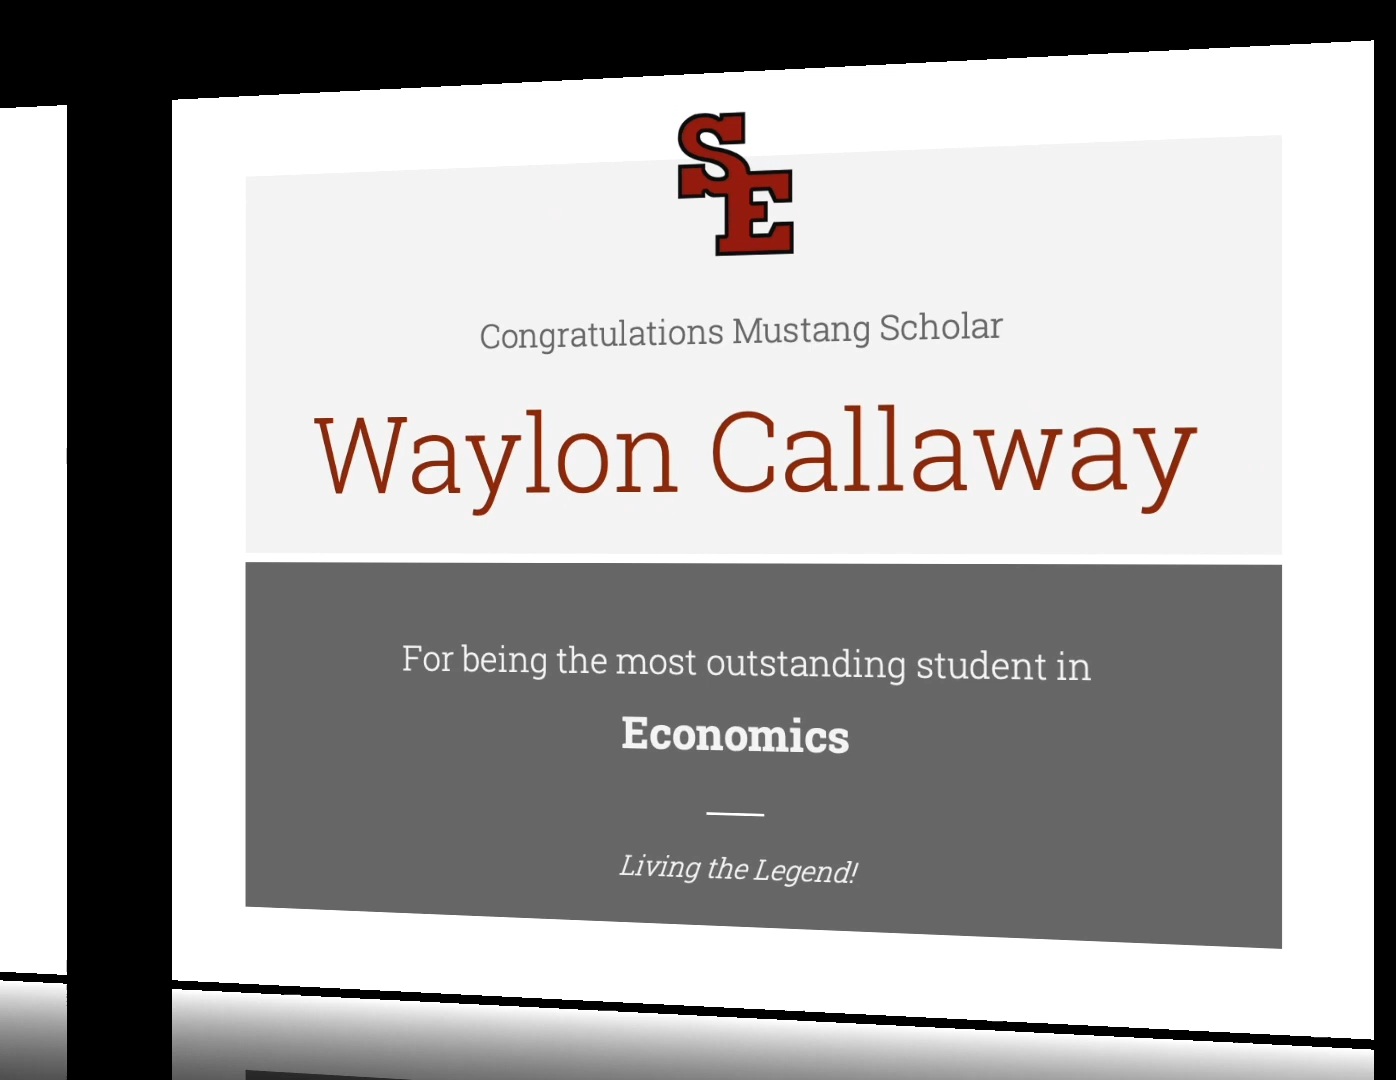 SE
Congratulations Mustang Scholar
Waylon Callaway
For being the most outstanding student in
Economics
Living the Legend!